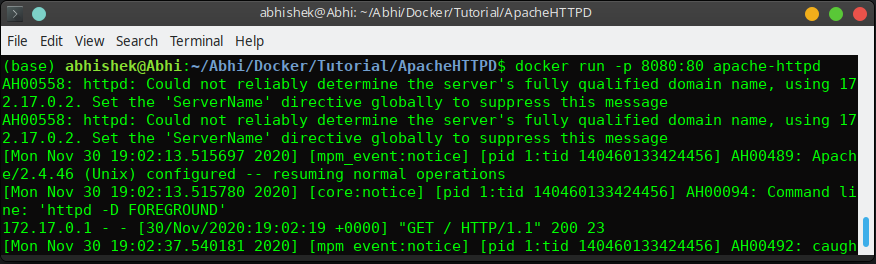 abhishek@Abhi: ~/Abhi/Docker/Tutorial/ApacheHTTPD
File Edit View Search Terminal Help
(base) abhishek@Abhi:~/Abhi/Docker/Tutorial/ApacheHTTPD$ docker run -p 8080:80 apache-httpd
AH00558: httpd: Could not reliably determine the server's fully qualified domain name, using 17
2.17.0.2. Set the 'ServerName' directive globally to suppress this message
AH00558: httpd: Could not reliably determine the server's fully qualified domain name, using 17
2.17.0.2. Set the 'ServerName' directive globally to suppress this message
[Mon Nov 30 19:02:13.515697 2020] [mpm_event:notice] [pid 1:tid 140460133424456] AH00489: Apach
e/2.4.46 (Unix) configured -- resuming normal operations
[Mon Nov 30 19:02:13.515780 2020] [core:notice] [pid 1:tid 140460133424456] AH00094: Command li
ne: 'httpd -D FOREGROUND'
172.17.0.1 - - [30/Nov/2020:19:02:19 +0000] "GET / HTTP/1.1" 200 23
[Mon Nov 30 19:02:37.540181 2020] [mpm_event:notice] [pid 1:tid 140460133424456] AH00492: caugh